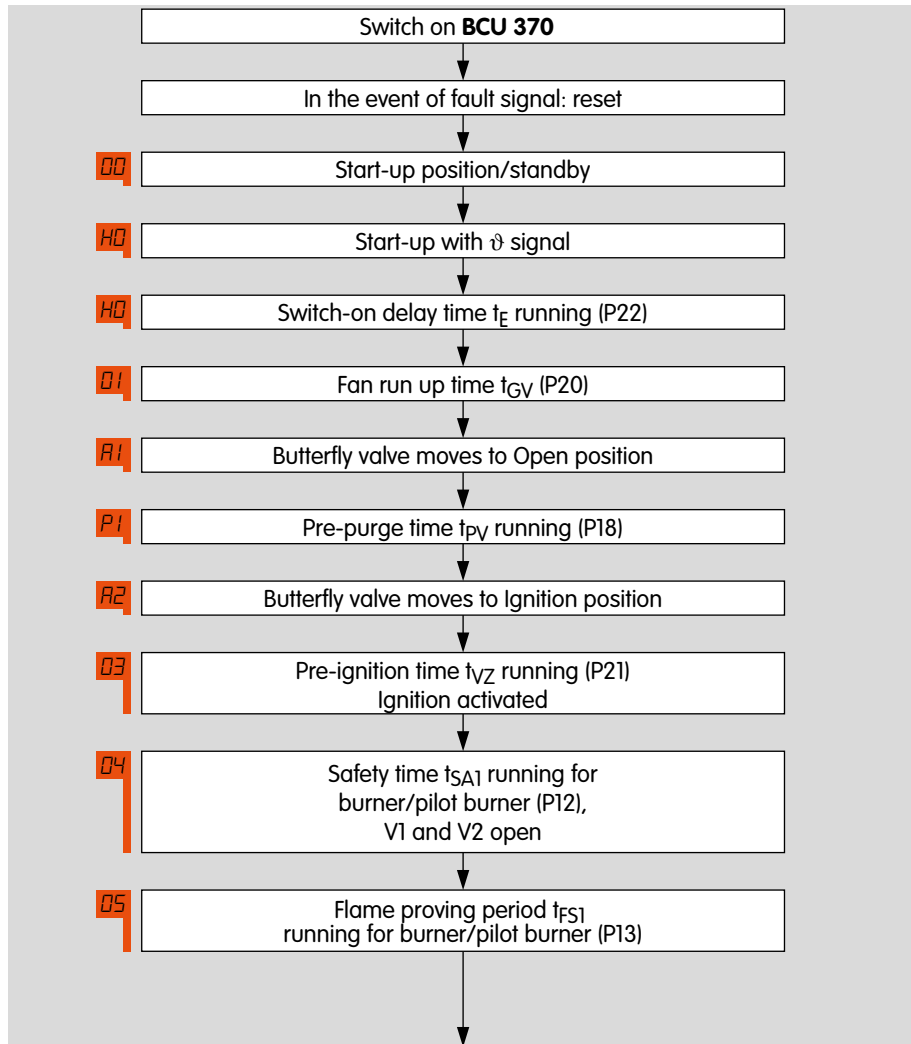 Switch on BCU 370
In the event of fault signal: reset
00
Start-up position/standby
H0
Start-up with ϑ signal
H0
Switch-on delay time tE running (P22)
01
Fan run up time tGV (P20)
A1
Butterfly valve moves to Open position
P1
Pre-purge time tPV running (P18)
A2
Butterfly valve moves to Ignition position
03
Pre-ignition time tVZ running (P21)
Ignition activated
04
Safety time tSA1 running for
burner/pilot burner (P12),
V1 and V2 open
05
Flame proving period tFS1
running for burner/pilot burner (P13)